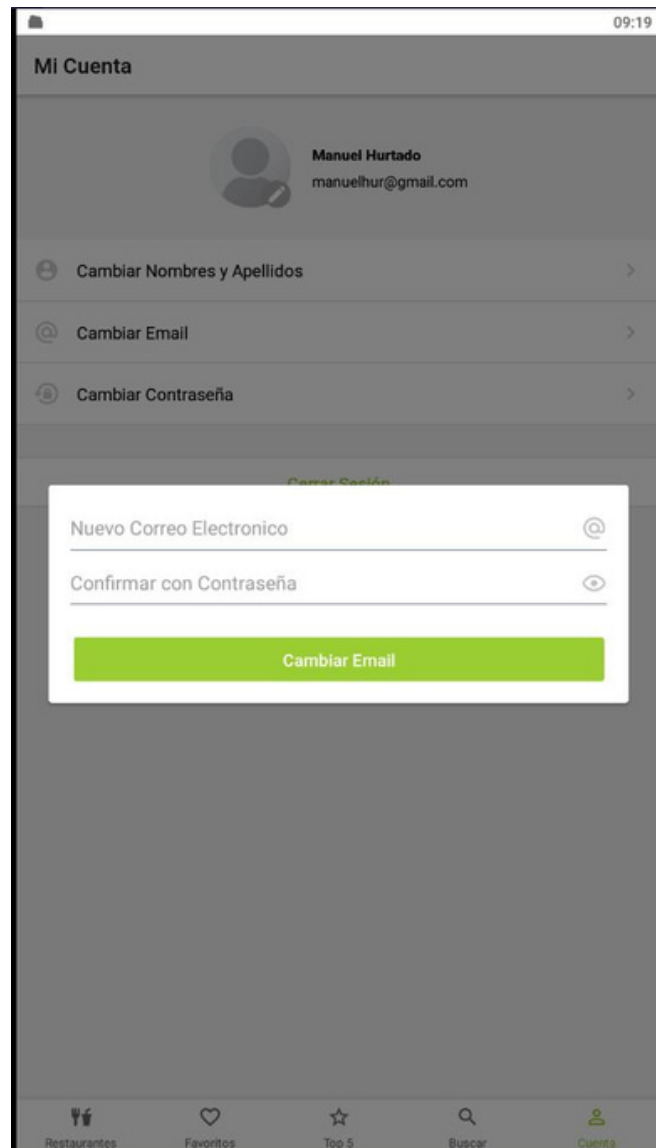 09:19
Mi Cuenta
Manuel Hurtado
manuelhur@gmail.com
Cambiar Nombres y Apellidos
Cambiar Email
Cambiar Contraseña
Cerrar Sesión
Nuevo Correo Electronico
Confirmar con Contraseña
Cambiar Email
Restaurantes Favoritos Top 5 Buscar Cuenta